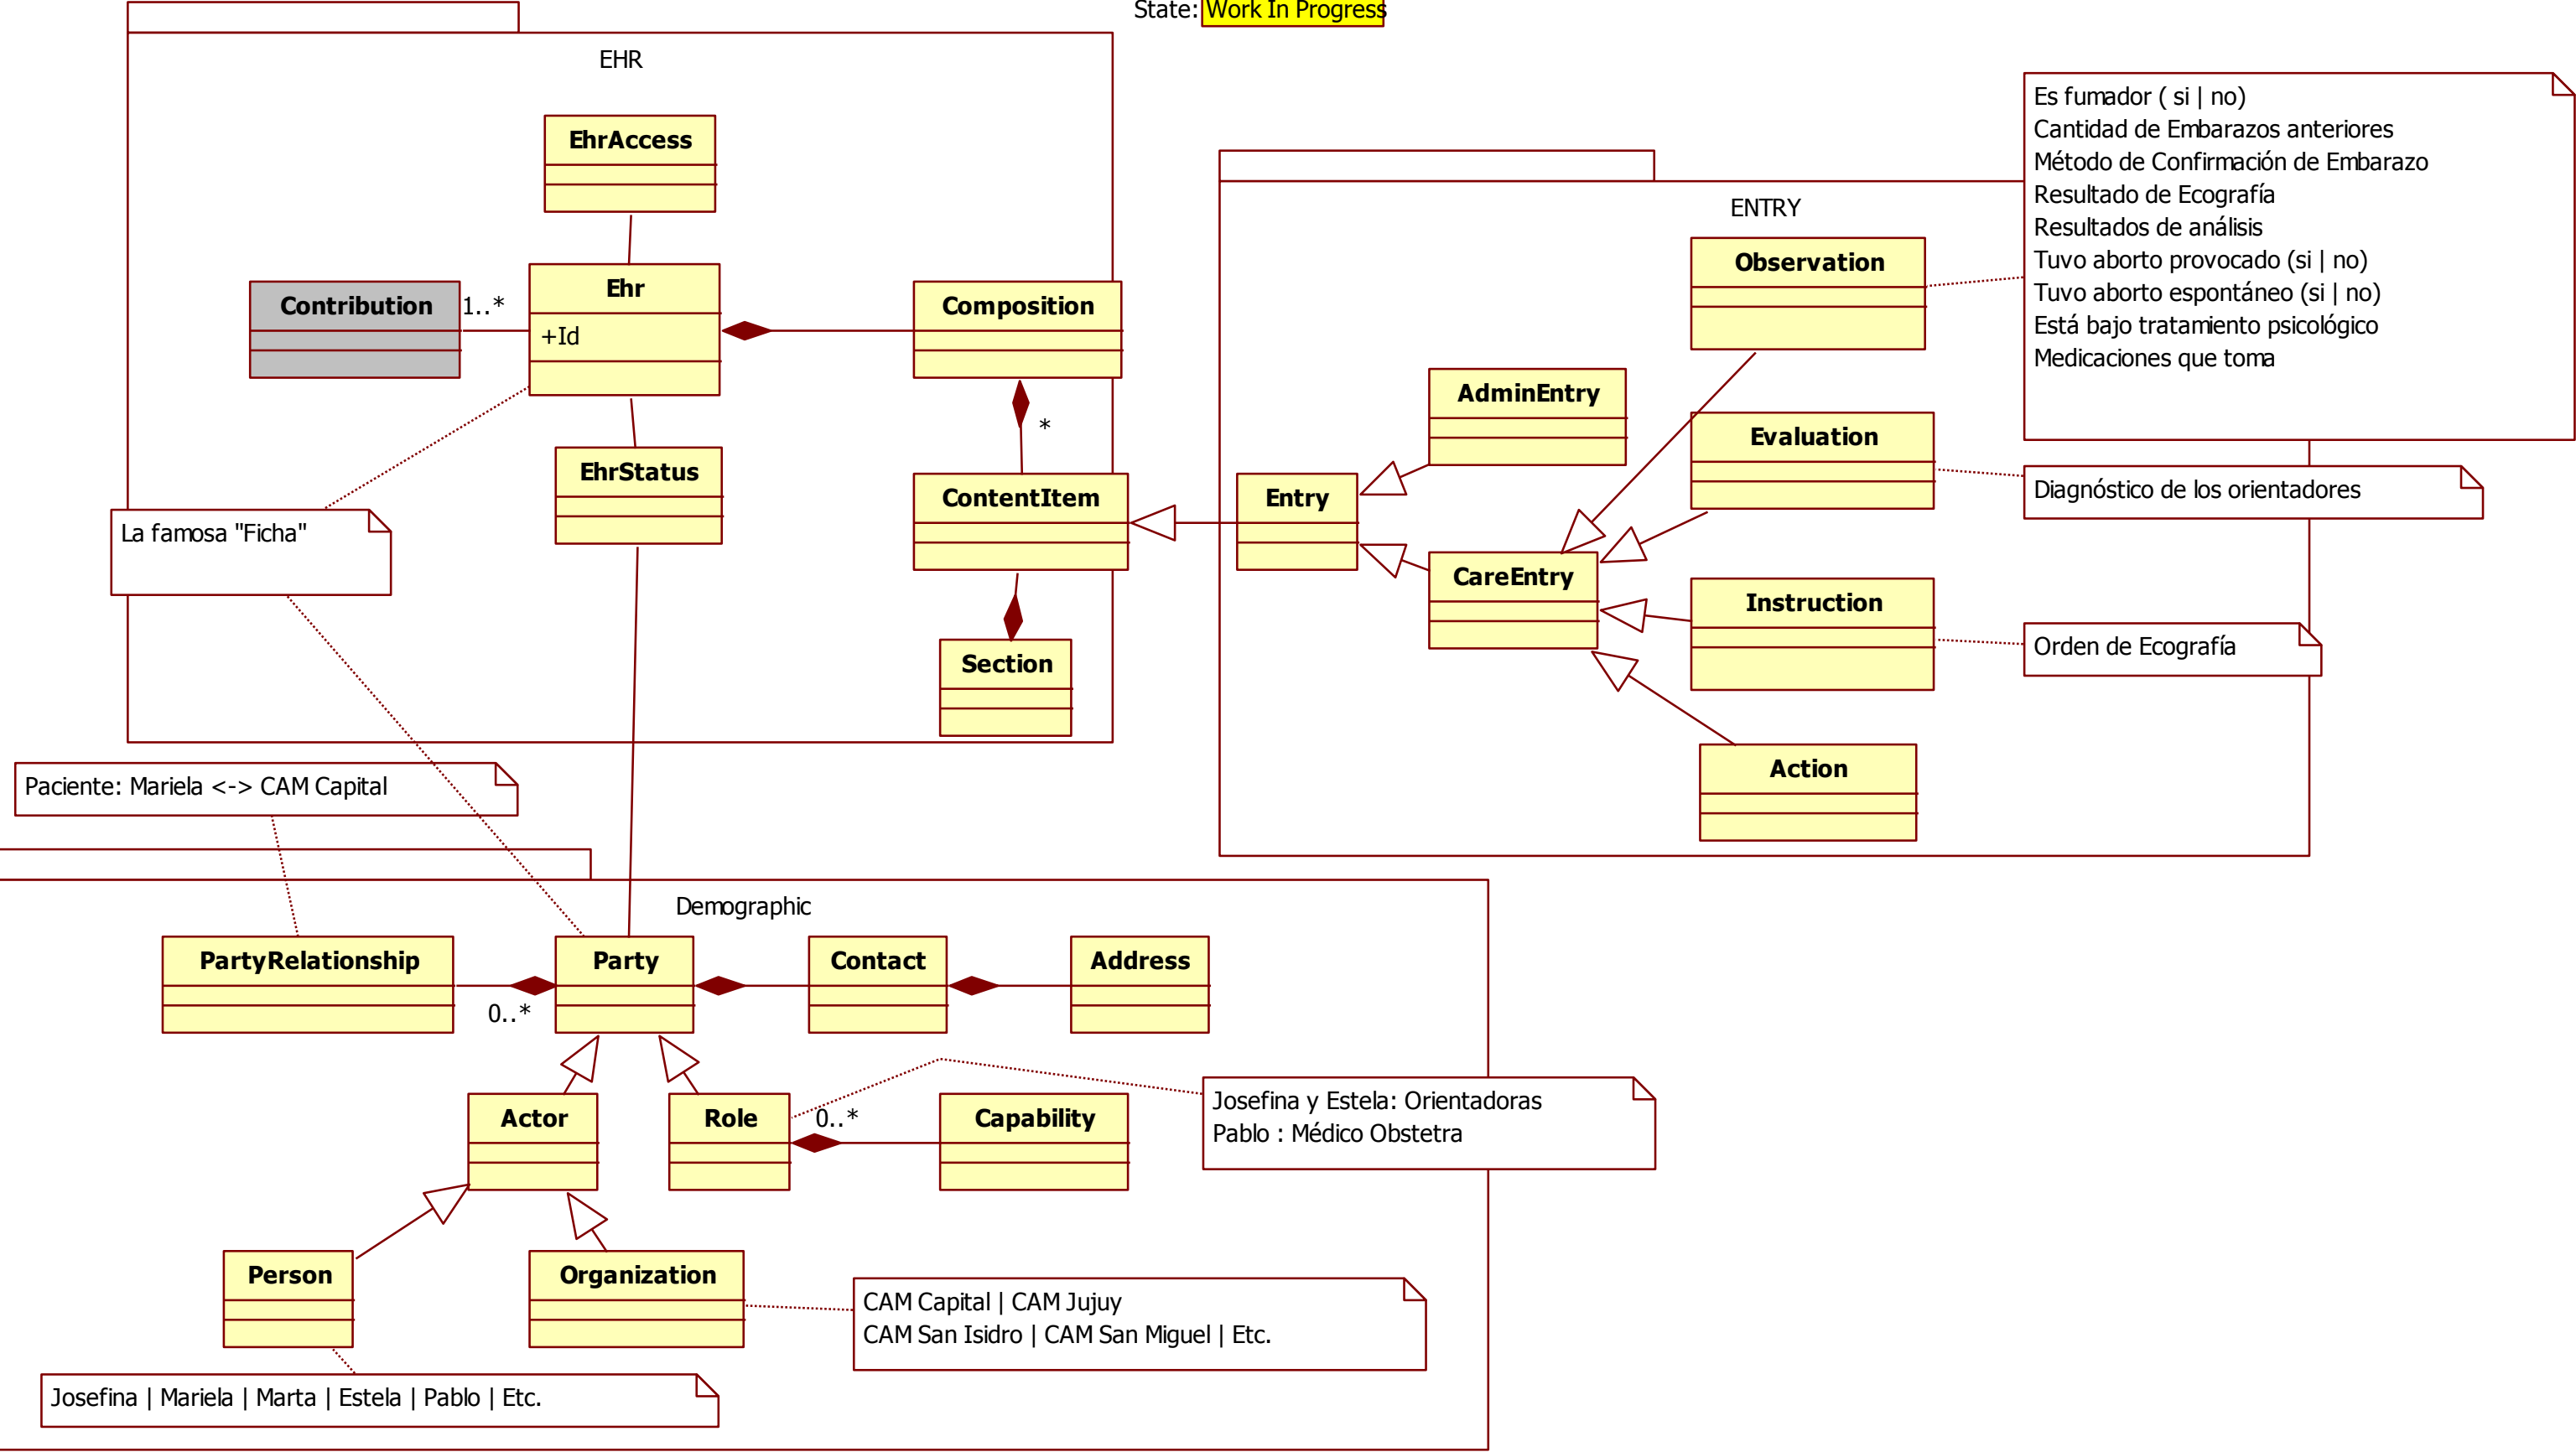 State: Work In Progress
EHR
EhrAccess
Contribution
1..*
Ehr
+Id
Composition
*
EhrStatus
ContentItem
La famosa "Ficha"
Section
ENTRY
Observation
AdminEntry
Evaluation
Entry
CareEntry
Instruction
Action
Es fumador ( si | no)
Cantidad de Embarazos anteriores
Método de Confirmación de Embarazo
Resultado de Ecografía
Resultados de análisis
Tuvo aborto provocado (si | no)
Tuvo aborto espontáneo (si | no)
Está bajo tratamiento psicológico
Medicaciones que toma
Diagnóstico de los orientadores
Orden de Ecografía
Paciente: Mariela <-> CAM Capital
Demographic
PartyRelationship
0..*
Party
Contact
Address
Actor
Role
0..*
Capability
Josefina y Estela: Orientadoras
Pablo : Médico Obstetra
Person
Organization
CAM Capital | CAM Jujuy
CAM San Isidro | CAM San Miguel | Etc.
Josefina | Mariela | Marta | Estela | Pablo | Etc.